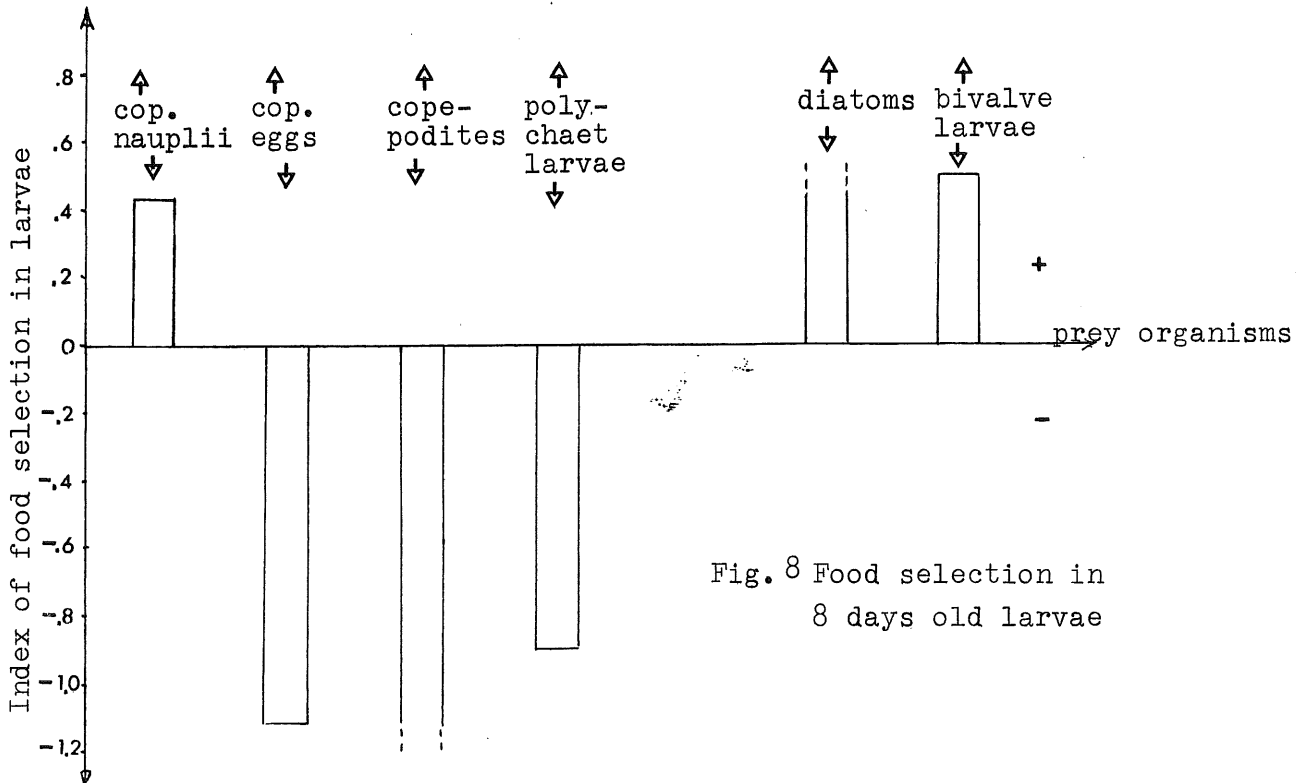 Index of food selection in larvae
.8
.6
.4
.2
0
-.2
-.4
-.6
-.8
-1.0
-1.2
cop.
nauplii
cop.
eggs
cope-
podites
poly-
chaet
larvae
diatoms
bivalve
larvae
+
prey organisms
-
Fig. 8 Food selection in
8 days old larvae